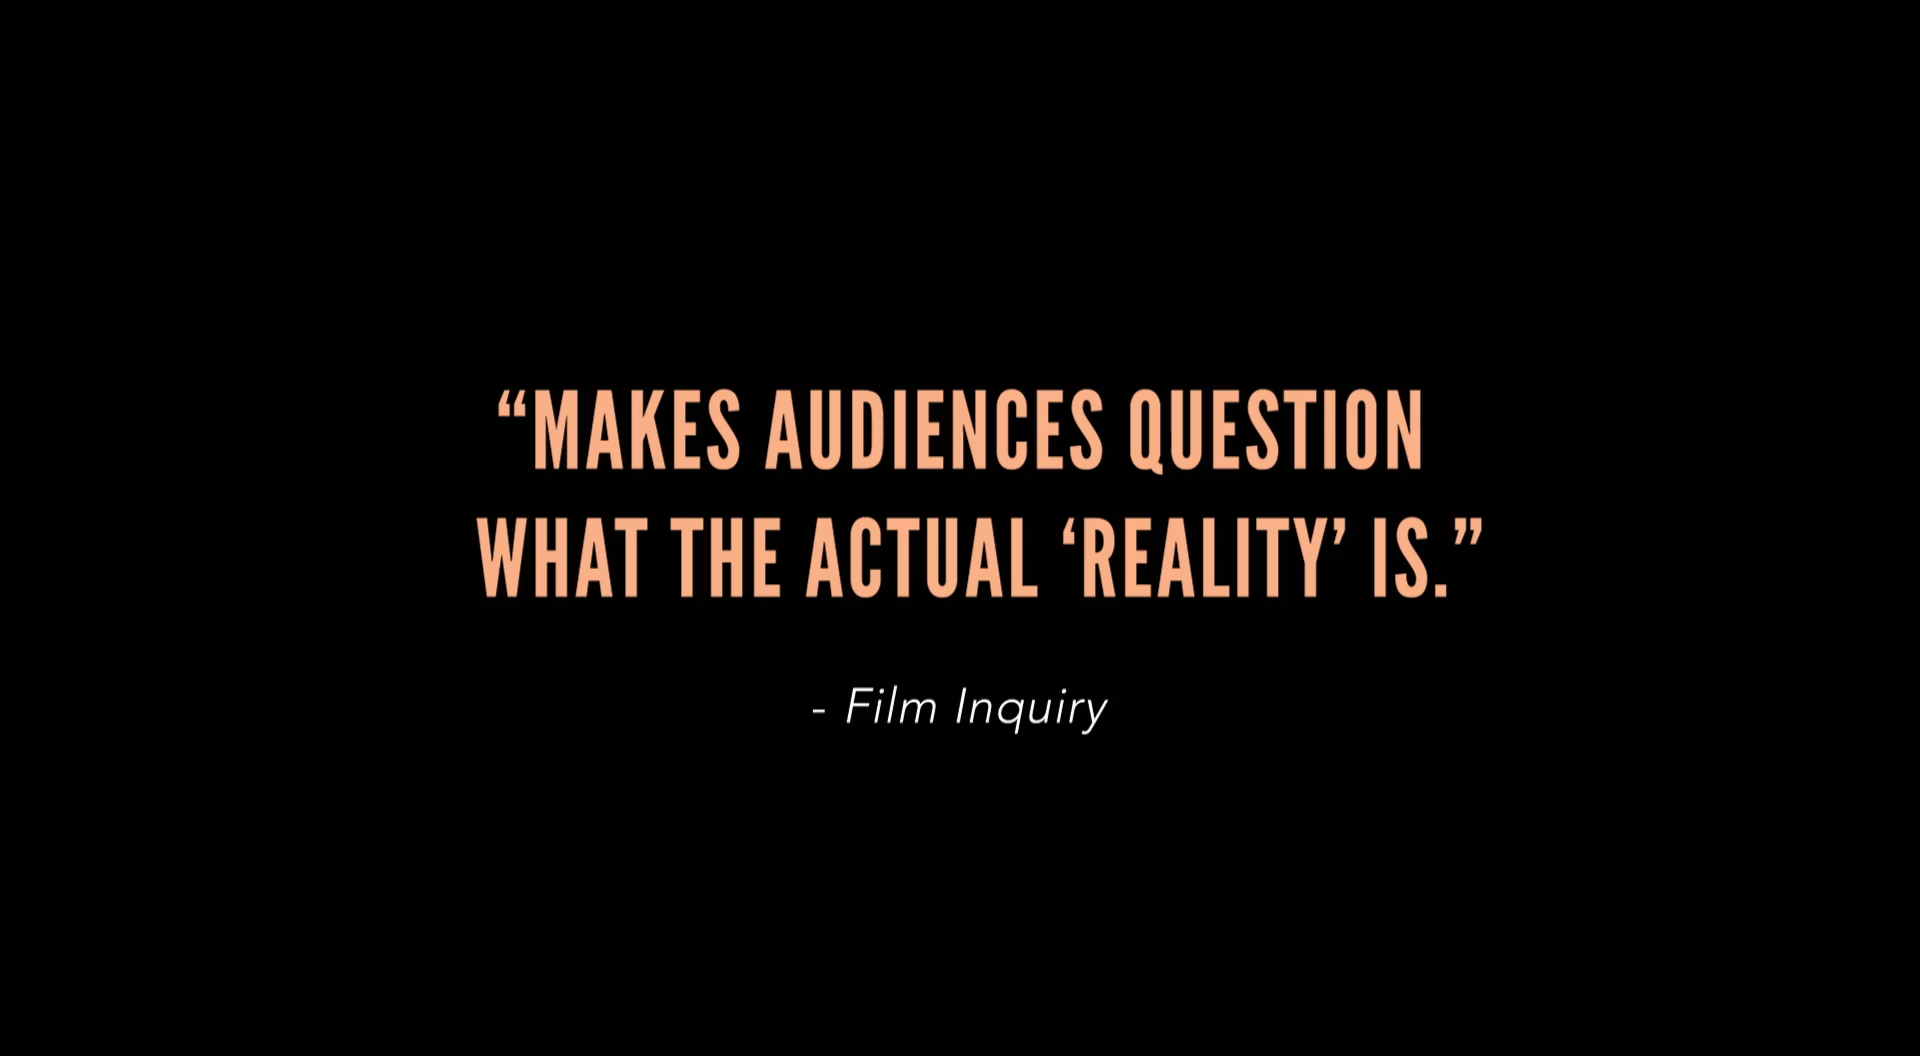 “MAKES AUDIENCES QUESTION
WHAT THE ACTUAL ‘REALITY’ IS.”
- Film Inquiry